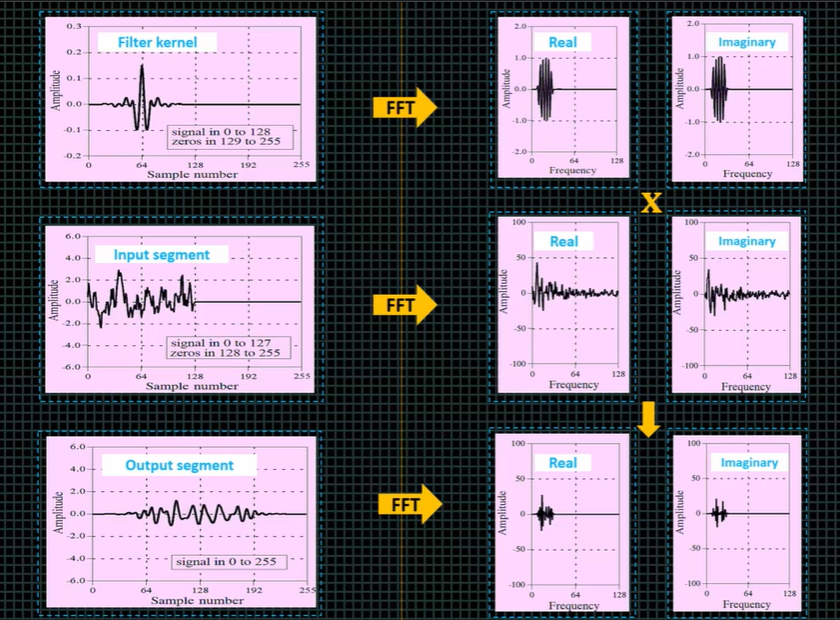 Filter kernel
0.3
0.2
0.1
0.0
-0.1
-0.2
Amplitude
signal in 0 to 128
zeros in 129 to 255
0 64 128 192 255
Sample number
FFT
Real
2.0
1.0
0.0
-1.0
-2.0
Amplitude
0 64 128
Frequency
Imaginary
2.0
1.0
0.0
-1.0
-2.0
Amplitude
0 64 128
Frequency
X
Input segment
6.0
4.0
2.0
0.0
-2.0
-4.0
-6.0
Amplitude
signal in 0 to 127
zeros in 128 to 255
0 64 128 192 255
Sample number
FFT
Real
100
50
0
-50
-100
Amplitude
0 64 128
Frequency
Imaginary
100
50
0
-50
-100
Amplitude
0 64 128
Frequency
Output segment
6.0
4.0
2.0
0.0
-2.0
-4.0
-6.0
Amplitude
signal in 0 to 255
0 64 128 192 255
Sample number
FFT
Real
100
50
0
-50
-100
Amplitude
0 64 128
Frequency
Imaginary
100
50
0
-50
-100
Amplitude
0 64 128
Frequency